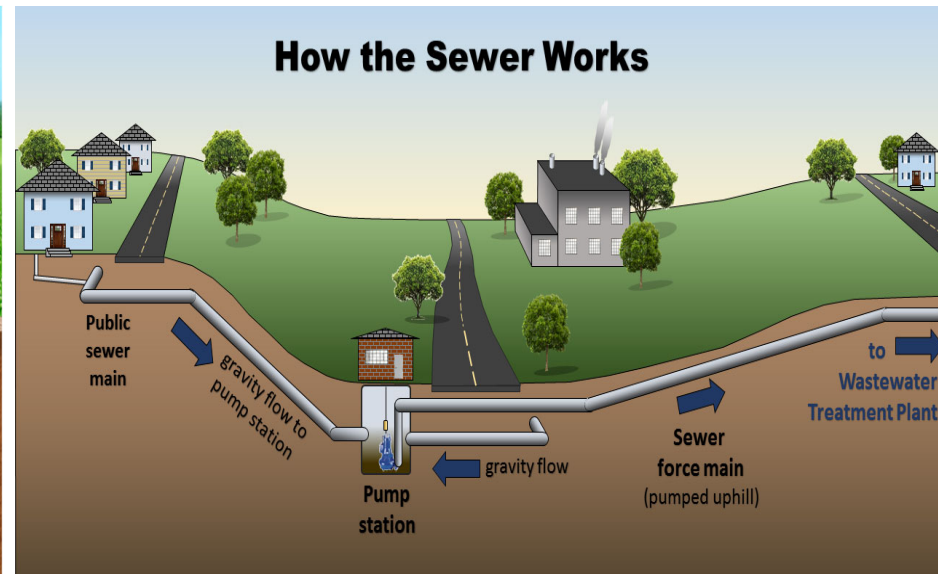 How the Sewer Works
Public
sewer
main
gravity flow to
pump station
Pump
station
gravity flow
Sewer
force main
(pumped uphill)
to
Wastewater
Treatment Plant